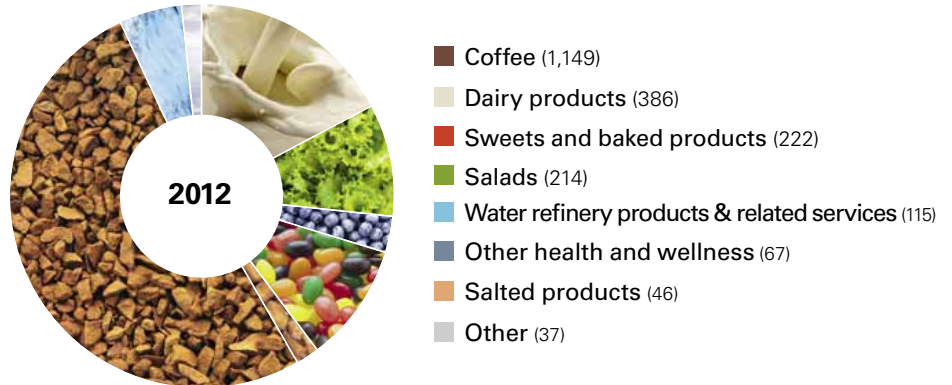 2012
Coffee (1,149)
Dairy products (386)
Sweets and baked products (222)
Salads (214)
Water refinery products & related services (115)
Other health and wellness (67)
Salted products (46)
Other (37)